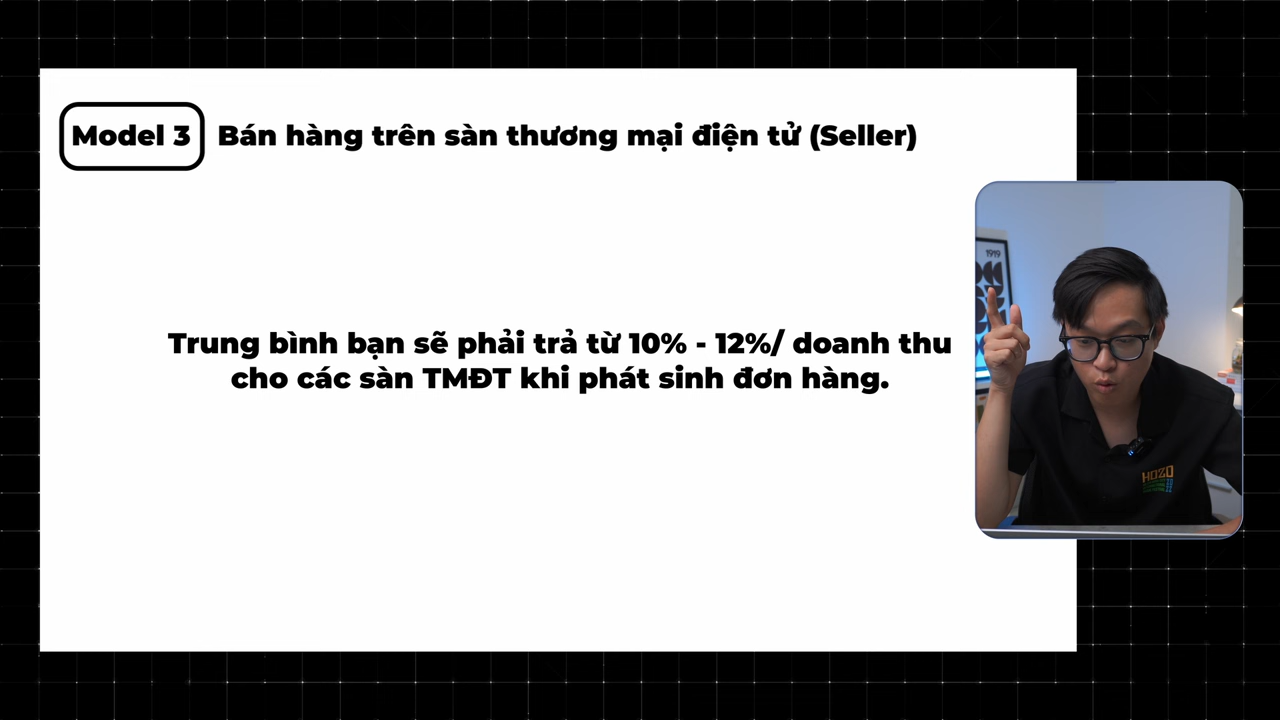 Model 3 Bán hàng trên sàn thương mại điện tử (Seller)
Trung bình bạn sẽ phải trả từ 10% - 12%/ doanh thu
cho các sàn TMĐT khi phát sinh đơn hàng.
1919
HOZO